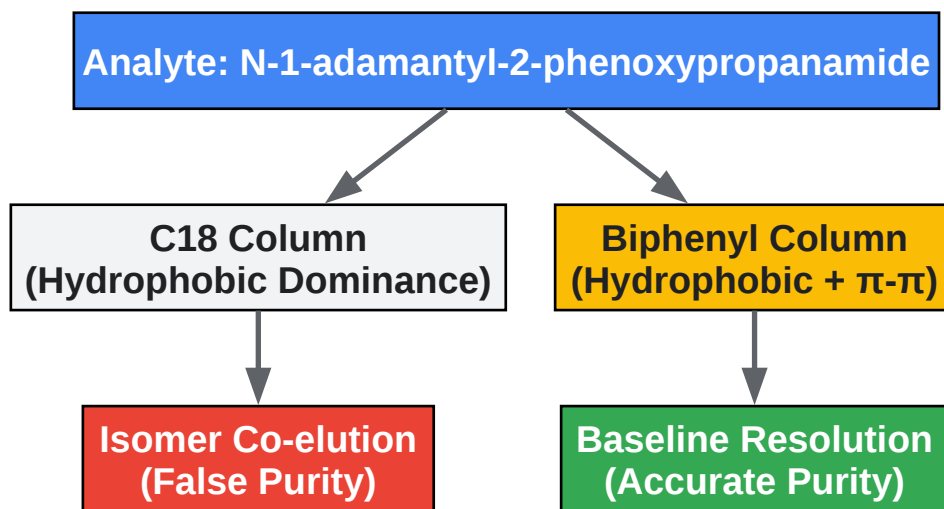 Analyte: N-1-adamantyl-2-phenoxypropanamide
C18 Column
(Hydrophobic Dominance)
Biphenyl Column
(Hydrophobic + π-π)
Isomer Co-elution
(False Purity)
Baseline Resolution
(Accurate Purity)